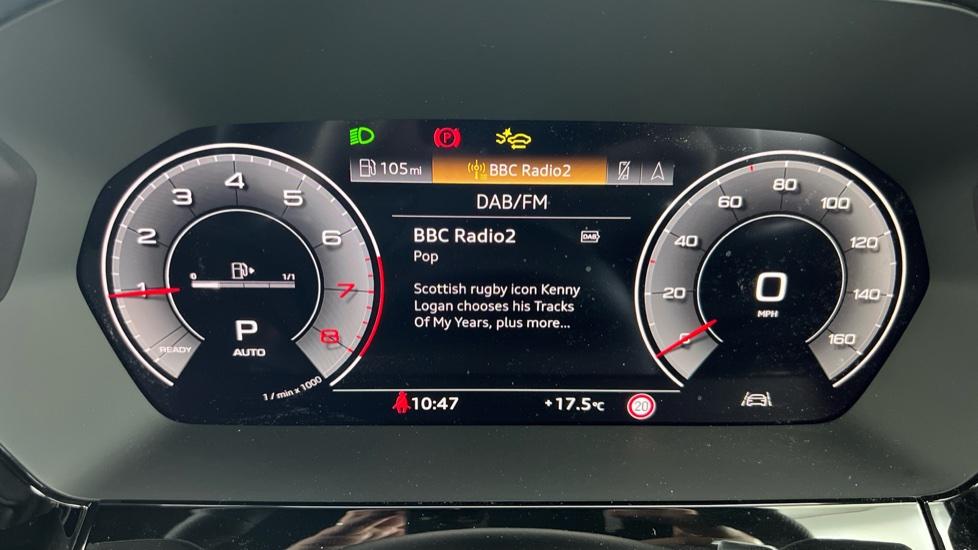 105 mi
BBC Radio2
DAB/FM
BBC Radio2
DAB
Pop
Scottish rugby icon Kenny
Logan chooses his Tracks
Of My Years, plus more...
10:47
+17.5°C
20
READY
1
2
3
4
5
6
7
8
0
1/1
P
AUTO
1 / min x 1000
0
20
40
60
80
100
120
140
160
0
MPH
P